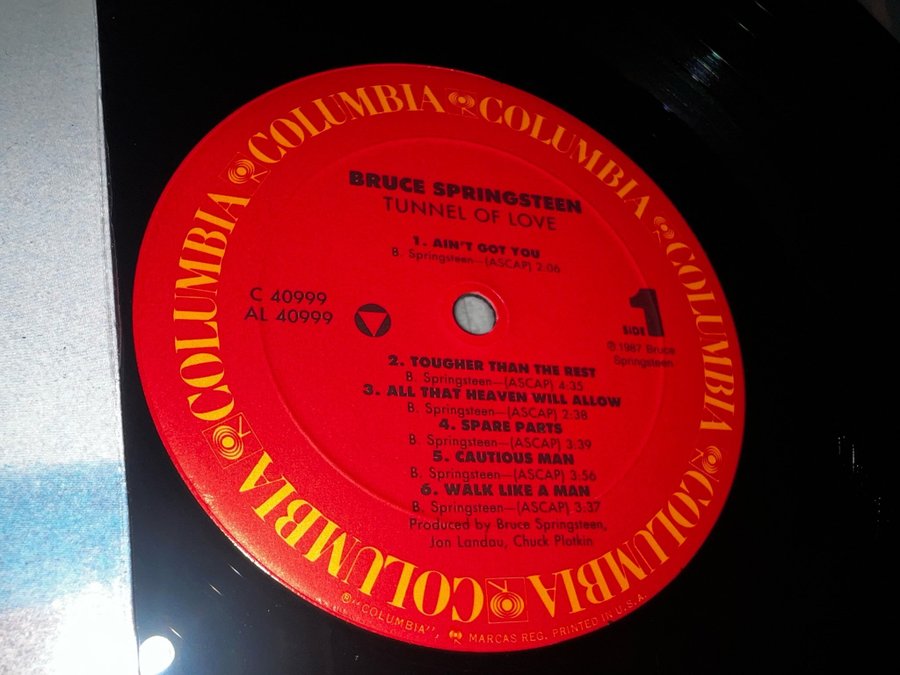 COLUMBIA COLUMBIA COLUMBIA COLUMBIA COLUMBIA COLUMBIA COLUMBIA COLUMBIA
BRUCE SPRINGSTEEN
TUNNEL OF LOVE
1. AIN'T GOT YOU
B. Springsteen—(ASCAP) 2:06
C 40999
AL 40999
SIDE 1
℗ 1987 Bruce
Springsteen
2. TOUGHER THAN THE REST
B. Springsteen—(ASCAP) 4:35
3. ALL THAT HEAVEN WILL ALLOW
B. Springsteen—(ASCAP) 2:38
4. SPARE PARTS
B. Springsteen—(ASCAP) 3:39
5. CAUTIOUS MAN
B. Springsteen—(ASCAP) 3:56
6. WALK LIKE A MAN
B. Springsteen—(ASCAP) 3:37
Produced by Bruce Springsteen,
Jon Landau, Chuck Plotkin
® "COLUMBIA", MARCAS REG. PRINTED IN U.S.A.